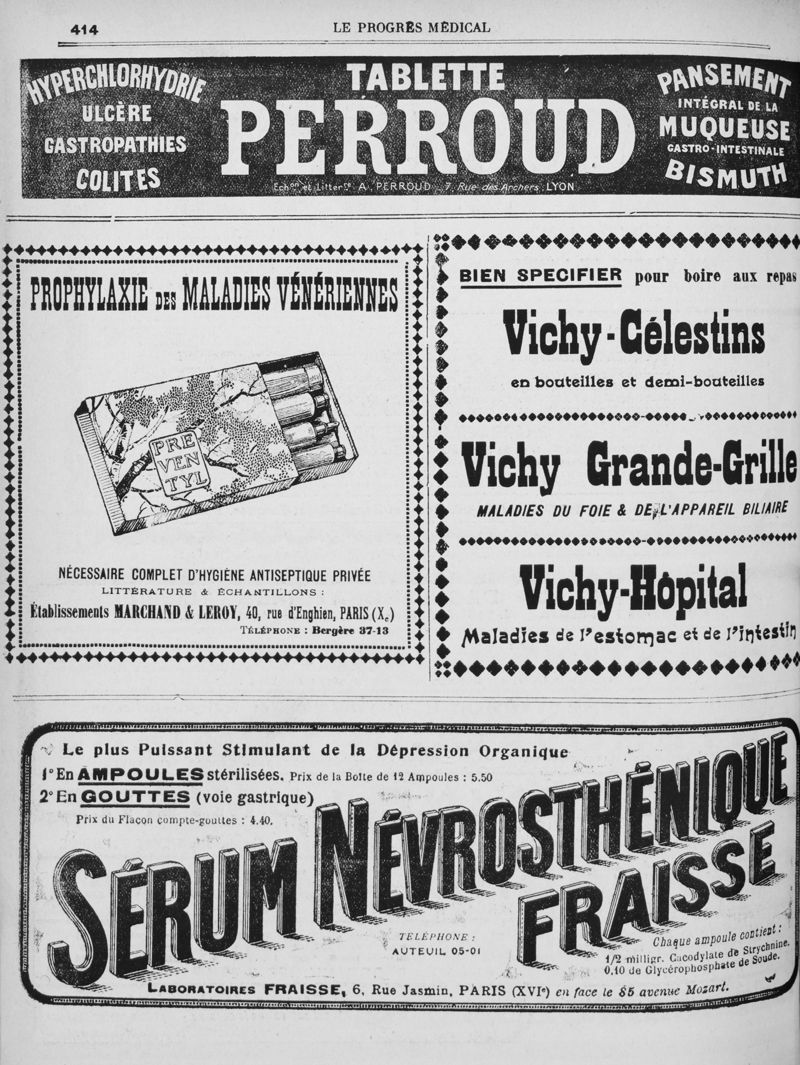 414
LE PROGRÈS MÉDICAL
HYPERCHLORHYDRIE
ULCÈRE
GASTROPATHIES
COLITES
TABLETTE
PERROUD
Echons et Littérre A. PERROUD, 7, Rue des Archers, LYON
PANSEMENT
INTÉGRAL DE LA
MUQUEUSE
GASTRO-INTESTINALE
BISMUTH
PROPHYLAXIE DES MALADIES VÉNÉRIENNES
PRE
VEN
TYL
NÉCESSAIRE COMPLET D'HYGIÈNE ANTISEPTIQUE PRIVÉE
LITTÉRATURE & ÉCHANTILLONS :
Établissements MARCHAND & LEROY, 40, rue d'Enghien, PARIS (Xe)
TÉLÉPHONE : Bergère 37-13
BIEN SPECIFIER pour boire aux repas
Vichy-Célestins
en bouteilles et demi-bouteilles
Vichy Grande-Grille
MALADIES DU FOIE & DE L'APPAREIL BILIAIRE
Vichy-Hôpital
Maladies de l'estomac et de l'intestin
Le plus Puissant Stimulant de la Dépression Organique
1° En AMPOULES stérilisées. Prix de la Boîte de 12 Ampoules : 5.50
2° En GOUTTES (voie gastrique)
Prix du Flacon compte-gouttes : 4.40.
SÉRUM NÉVROSTHÉNIQUE
FRAISSE
TÉLÉPHONE :
AUTEUIL 05-01
Chaque ampoule contient :
1/2 milligr. Cacodylate de Strychnine.
0,10 de Glycérophosphate de Soude.
LABORATOIRES FRAISSE, 6, Rue Jasmin, PARIS (XVIe) en face le 85 avenue Mozart.